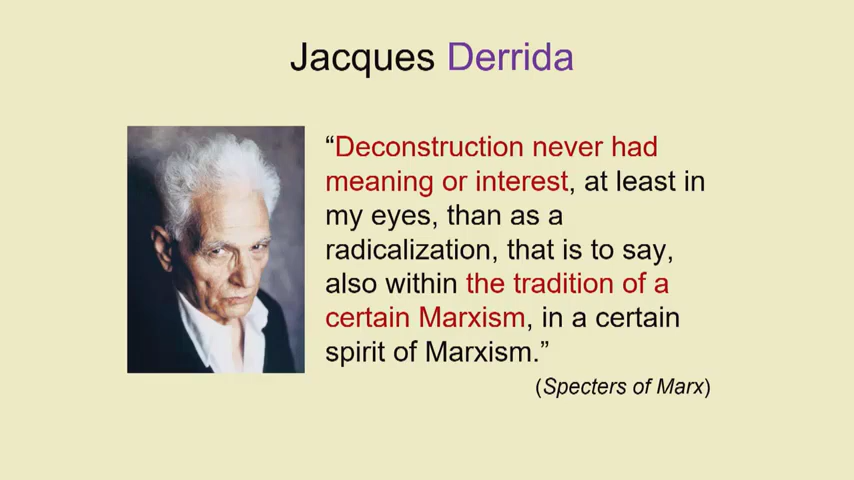 Jacques Derrida
“Deconstruction never had
meaning or interest, at least in
my eyes, than as a
radicalization, that is to say,
also within the tradition of a
certain Marxism, in a certain
spirit of Marxism.”
(Specters of Marx)